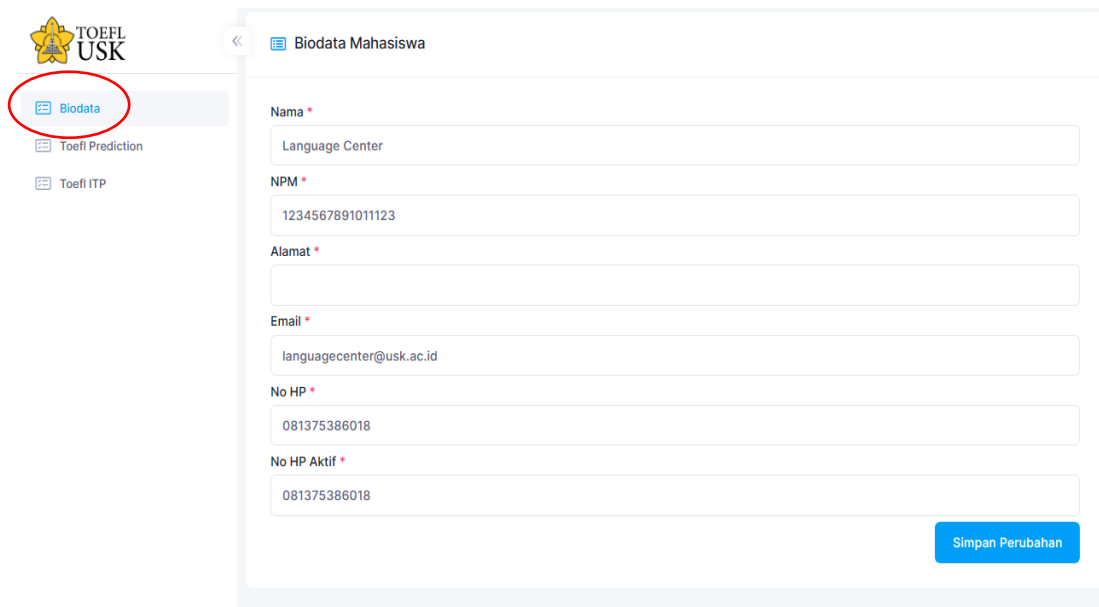 TOEFL
USK
Biodata
Toefl Prediction
Toefl ITP
Biodata Mahasiswa
Nama *
Language Center
NPM *
1234567891011123
Alamat *
Email *
languagecenter@usk.ac.id
No HP *
081375386018
No HP Aktif *
081375386018
Simpan Perubahan